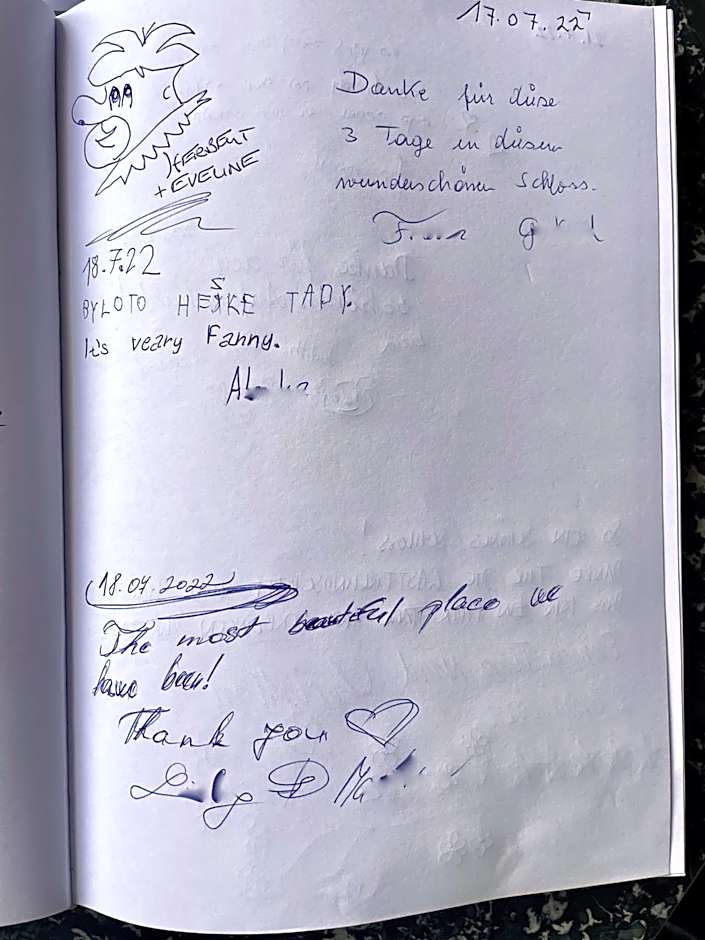 17.07.22
Danke für diese
3 Tage in diesem
wunderschönen Schloss.
HERBERT
+ EVELINE
18.7.22
BYLO TO HESKE TADY.
It's veary Fanny.
18.07.2022
The most beautiful place we
have been!
Thank you ♡